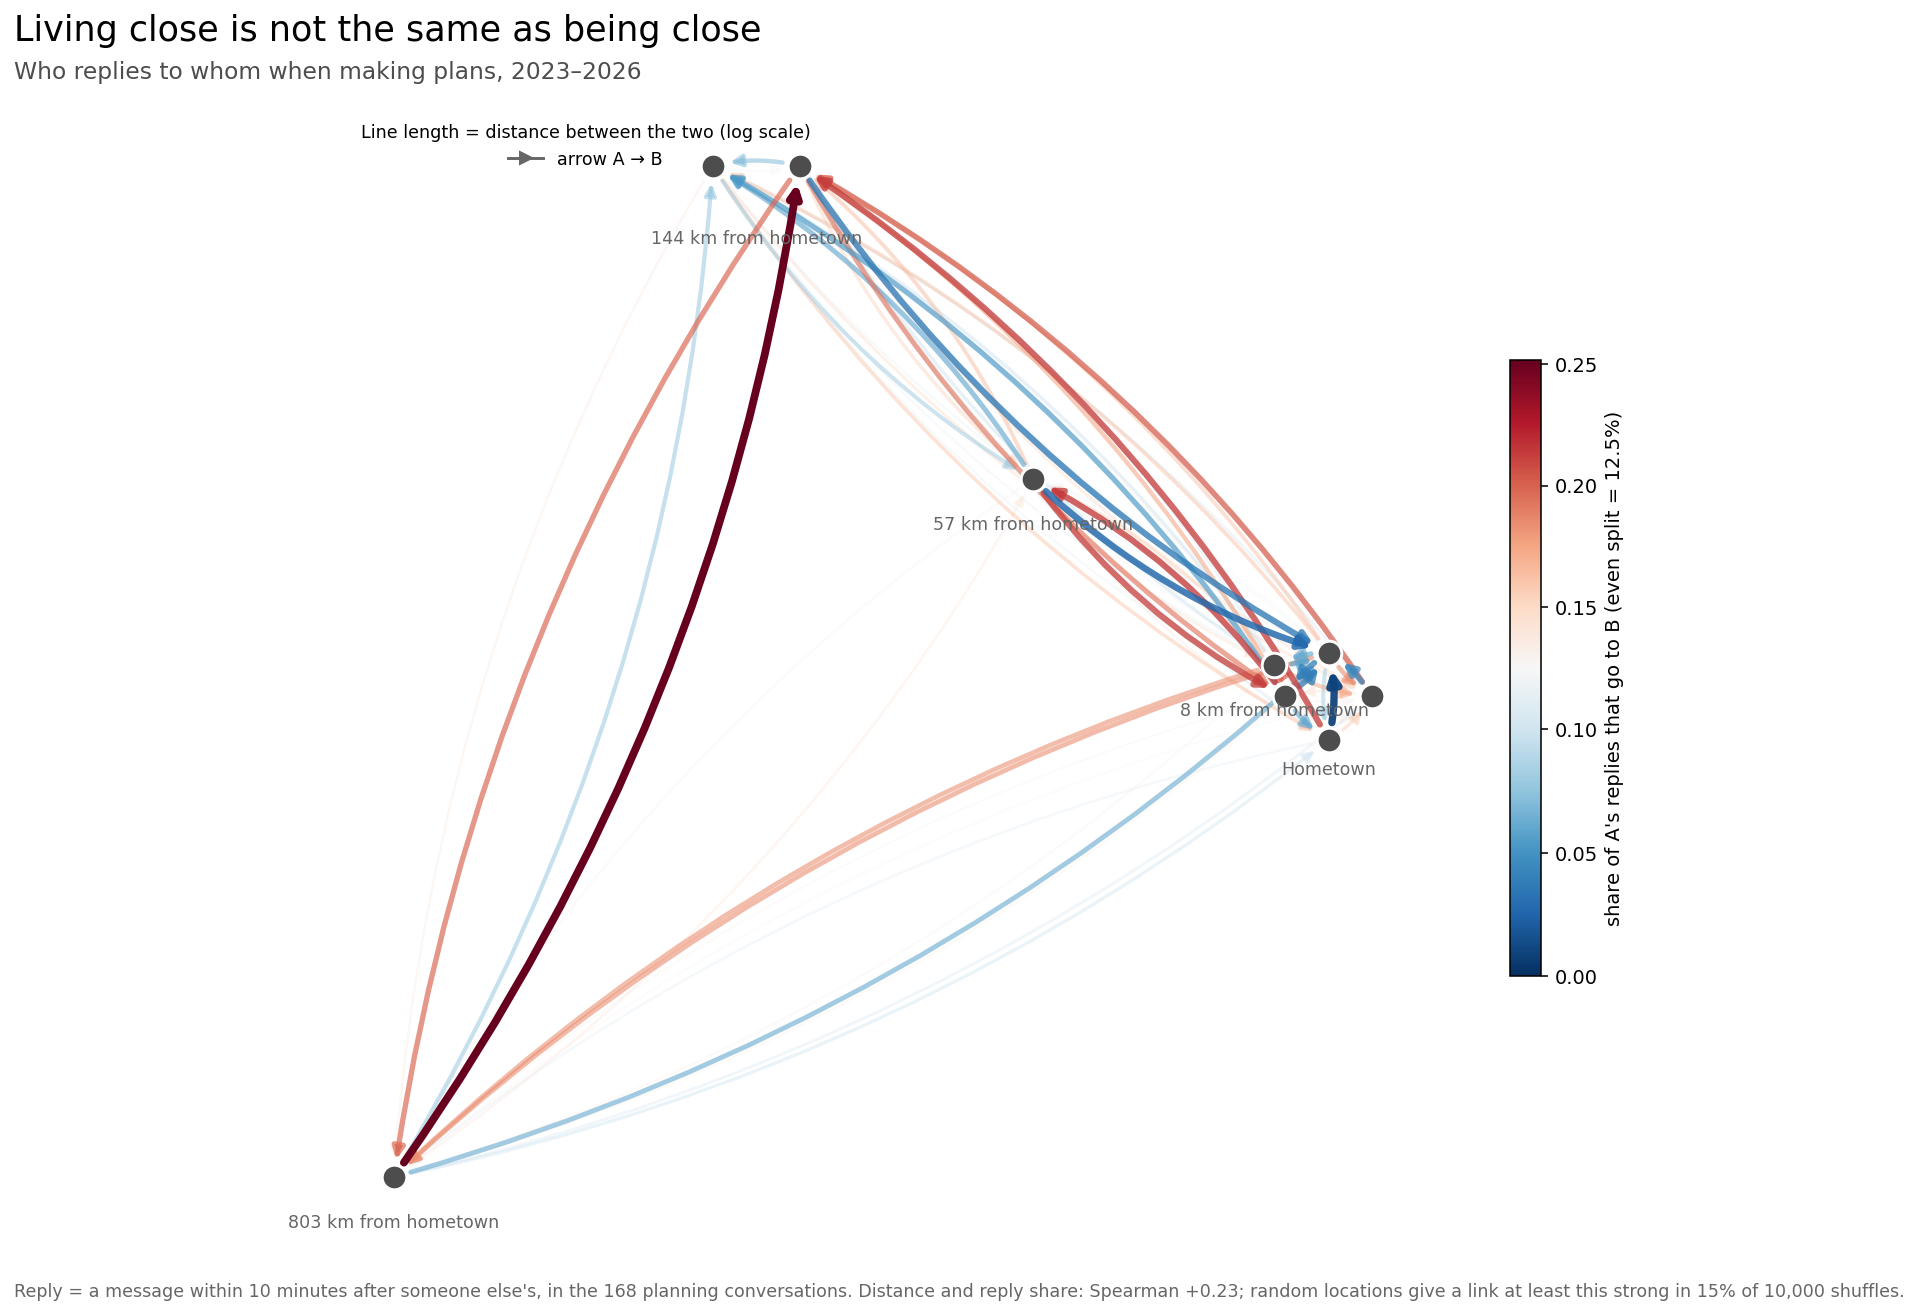 Living close is not the same as being close
Who replies to whom when making plans, 2023–2026
Line length = distance between the two (log scale)
arrow A → B
144 km from hometown
57 km from hometown
8 km from hometown
Hometown
803 km from hometown
0.25
0.20
0.15
0.10
0.05
0.00
share of A's replies that go to B (even split = 12.5%)
Reply = a message within 10 minutes after someone else's, in the 168 planning conversations. Distance and reply share: Spearman +0.23; random locations give a link at least this strong in 15% of 10,000 shuffles.